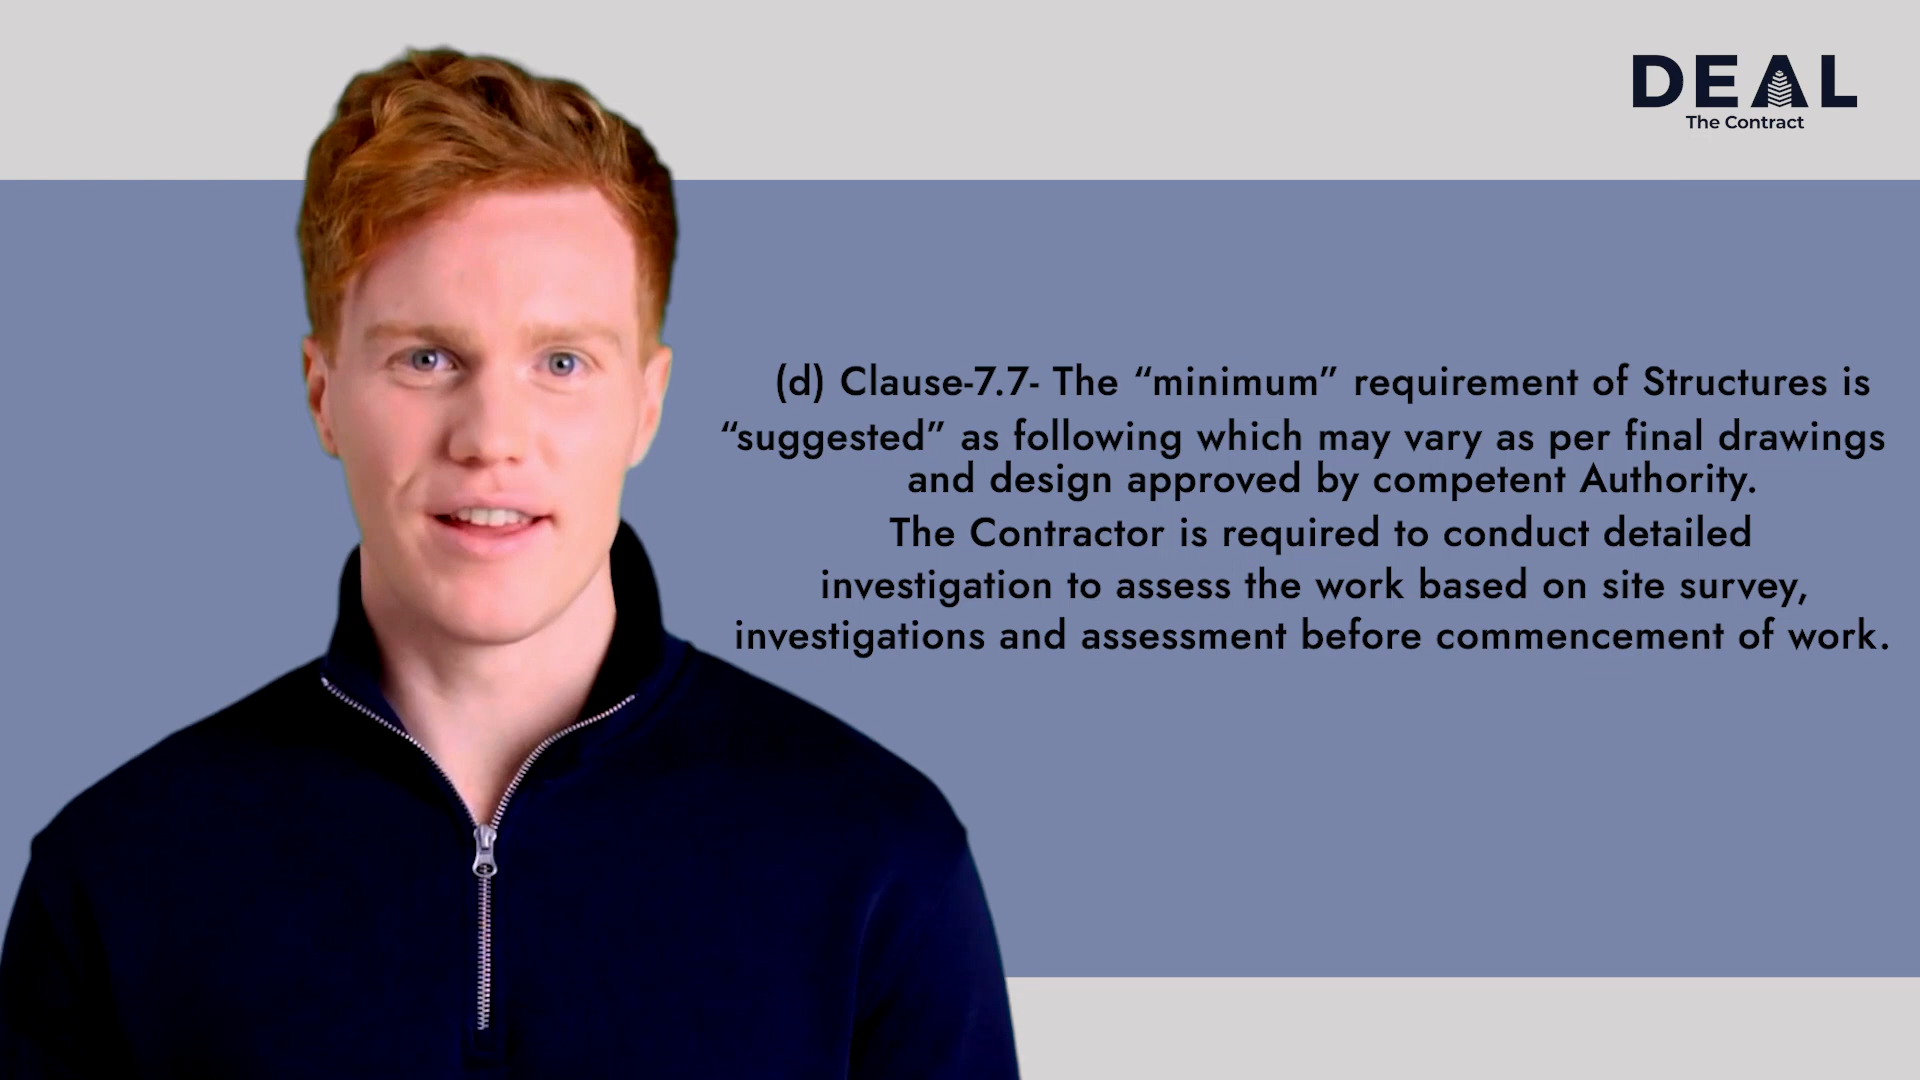 DEAL
The Contract
(d) Clause-7.7- The “minimum” requirement of Structures is
“suggested” as following which may vary as per final drawings
and design approved by competent Authority.
The Contractor is required to conduct detailed
investigation to assess the work based on site survey,
investigations and assessment before commencement of work.